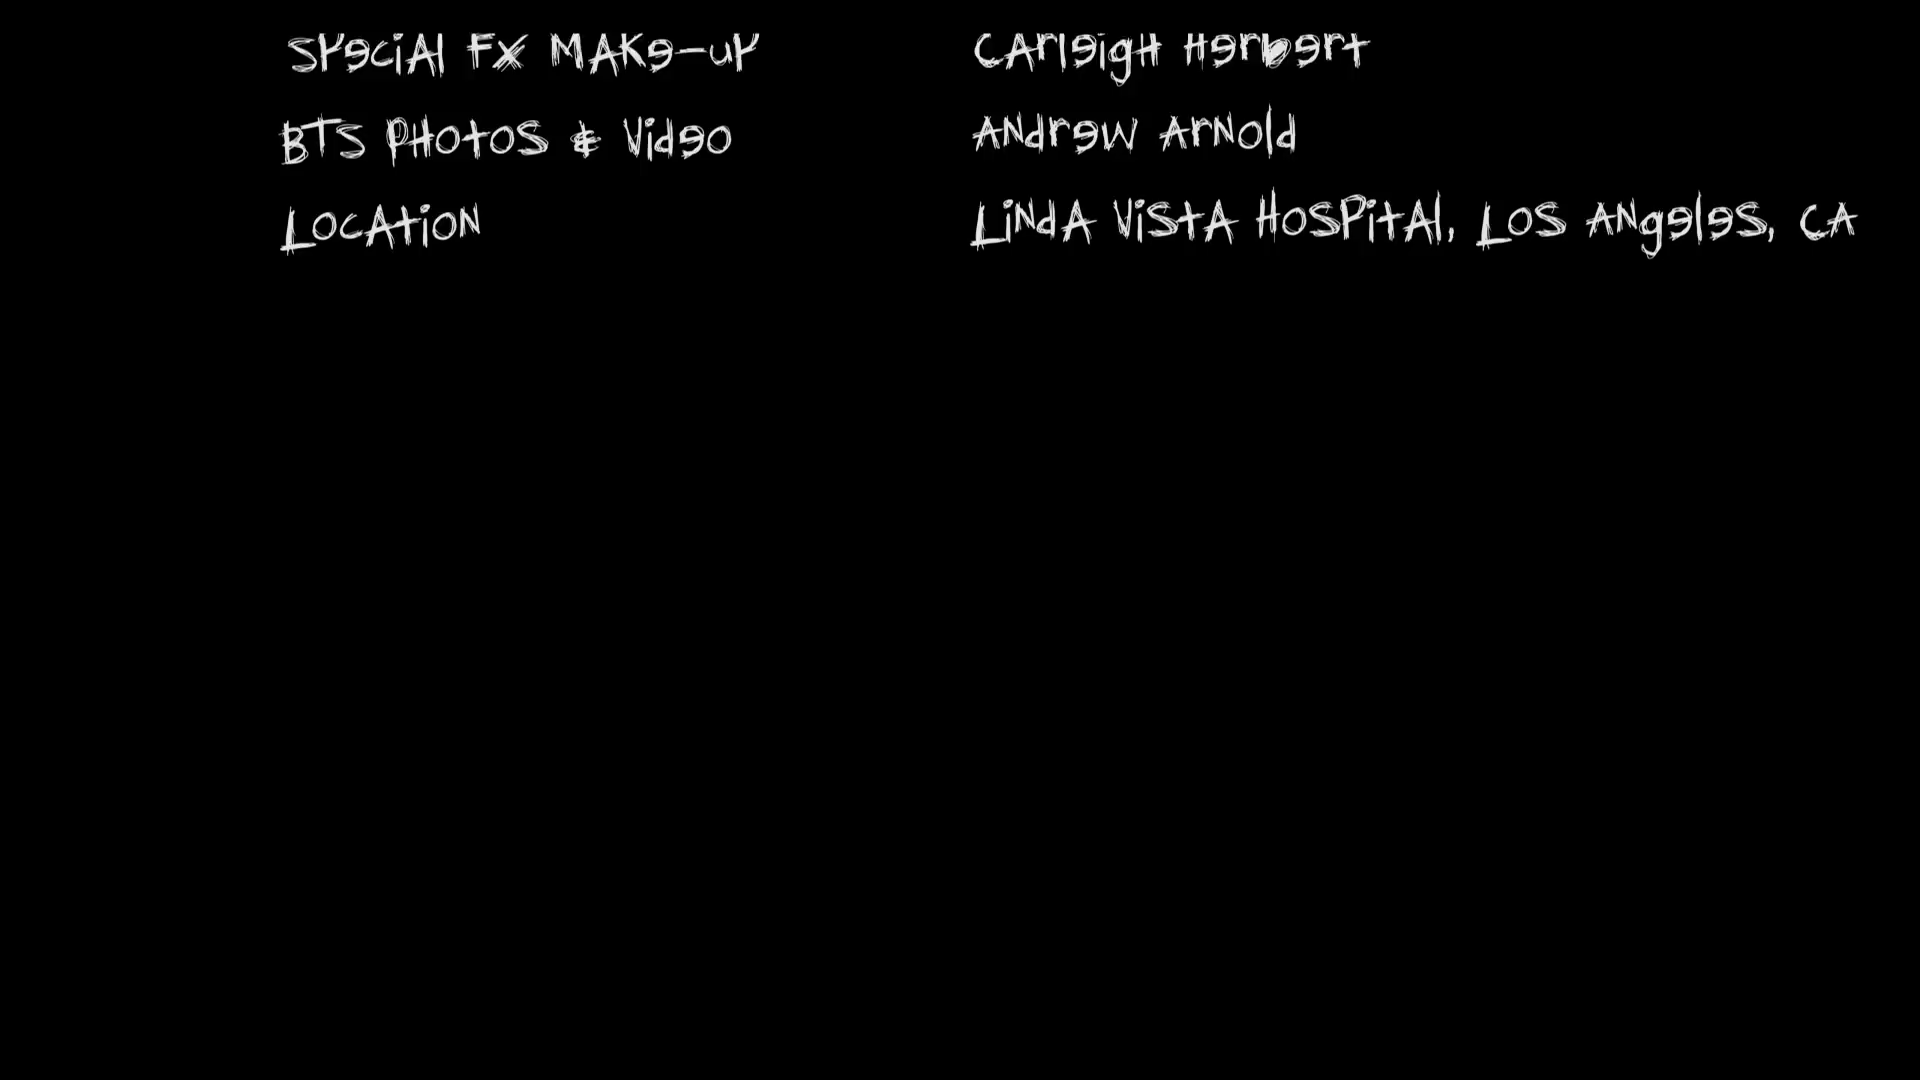 Special FX Make-up Carleigh Herbert
BTS Photos & Video Andrew Arnold
Location Linda Vista Hospital, Los Angeles, CA